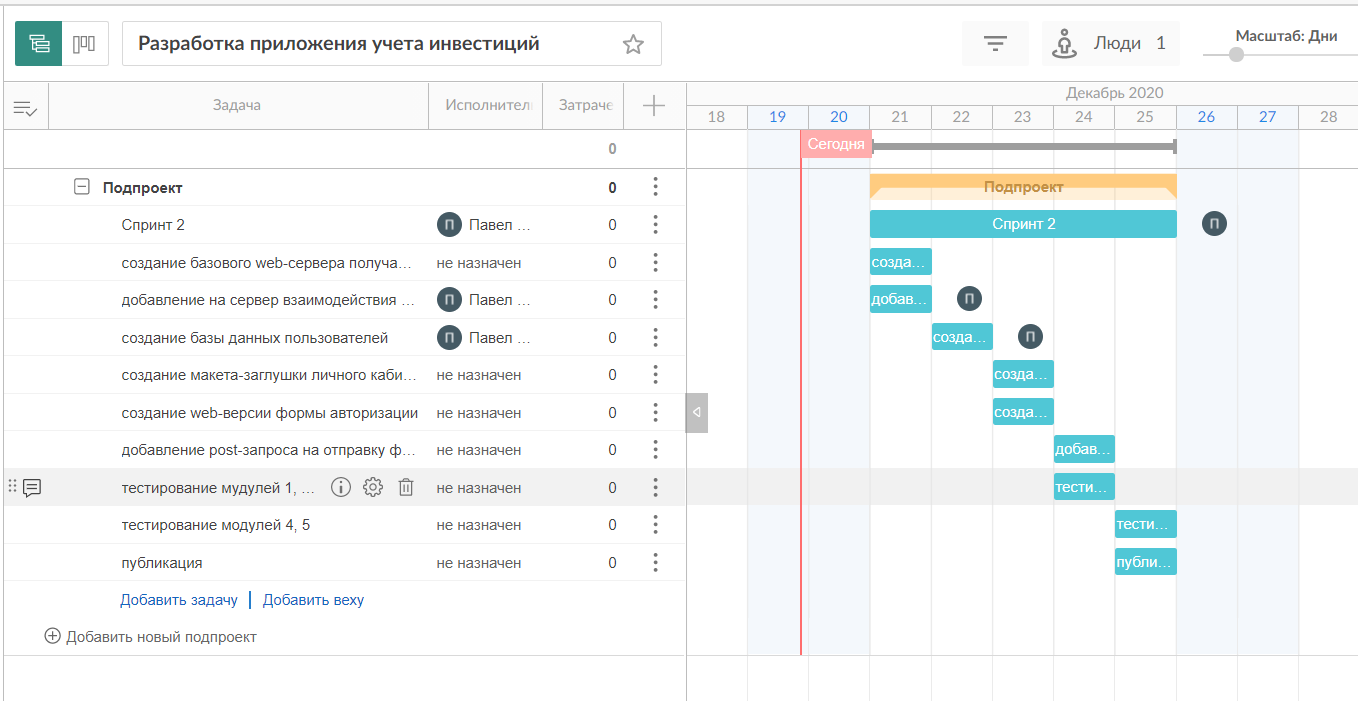 Разработка приложения учета инвестиций
Люди 1
Масштаб: Дни
Задача Исполнитель Затраче
Декабрь 2020
18 19 20 21 22 23 24 25 26 27 28
0
Сегодня
Подпроект 0
Подпроект
Спринт 2 П Павел ... 0
Спринт 2 П
создание базового web-сервера получа... не назначен 0
созда...
добавление на сервер взаимодействия ... П Павел ... 0
добав... П
создание базы данных пользователей П Павел ... 0
созда... П
создание макета-заглушки личного каби... не назначен 0
созда...
создание web-версии формы авторизации не назначен 0
созда...
добавление post-запроса на отправку ф... не назначен 0
добав...
тестирование мудулей 1, ... не назначен 0
тести...
тестирование модулей 4, 5 не назначен 0
тести...
публикация не назначен 0
публи...
Добавить задачу | Добавить веху
Добавить новый подпроект